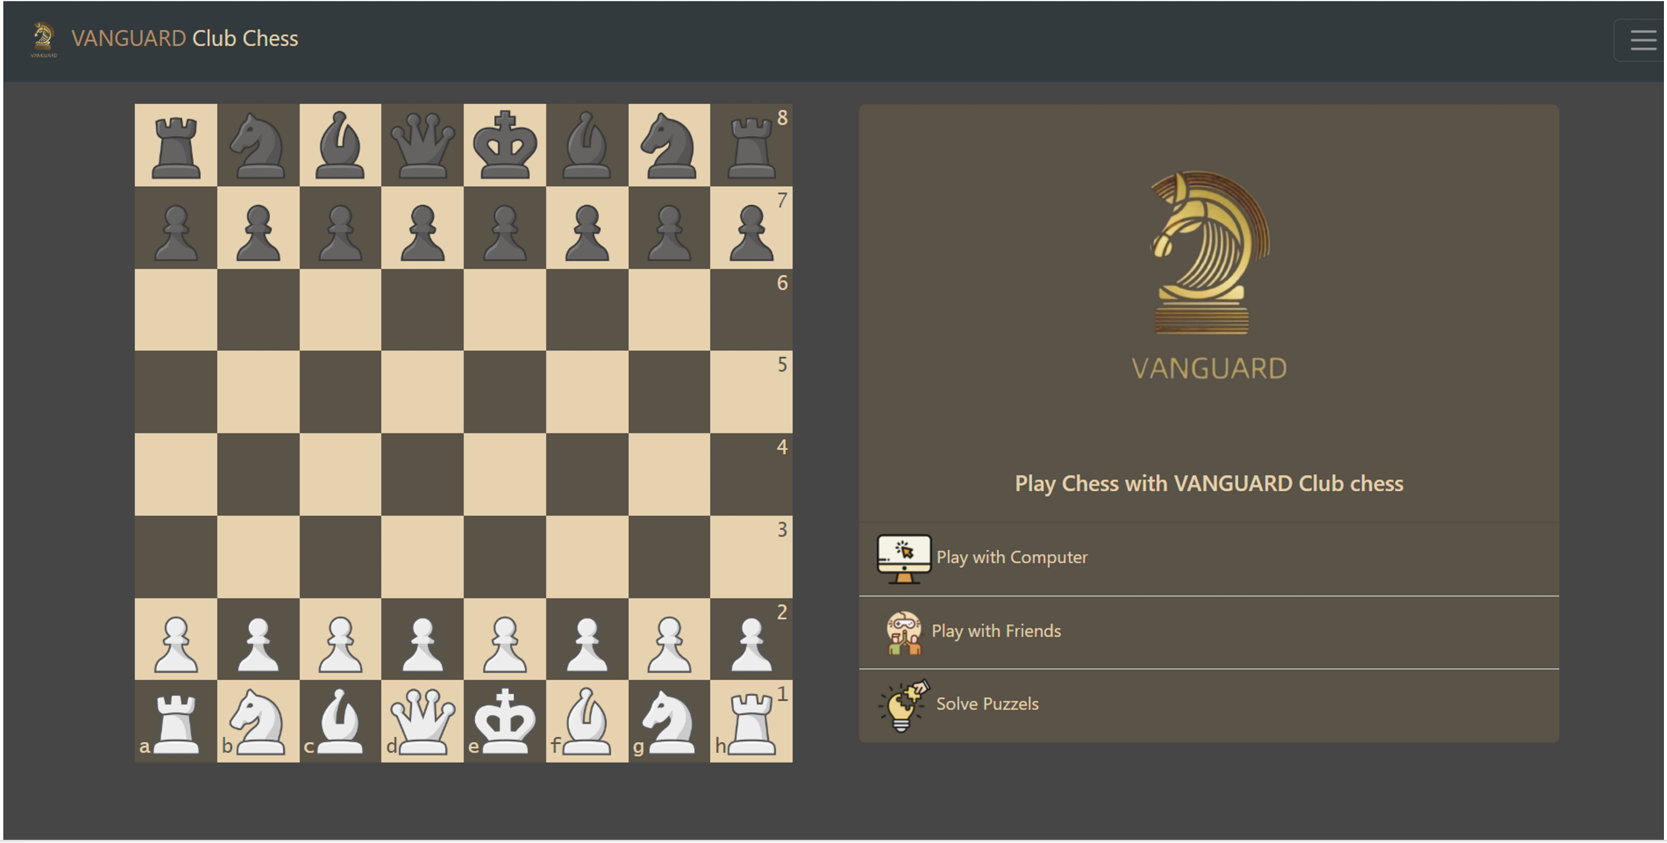 VANGUARD
VANGUARD Club Chess
8
7
6
5
4
3
2
1
a b c d e f g h
VANGUARD
Play Chess with VANGUARD Club chess
Play with Computer
Play with Friends
Solve Puzzels